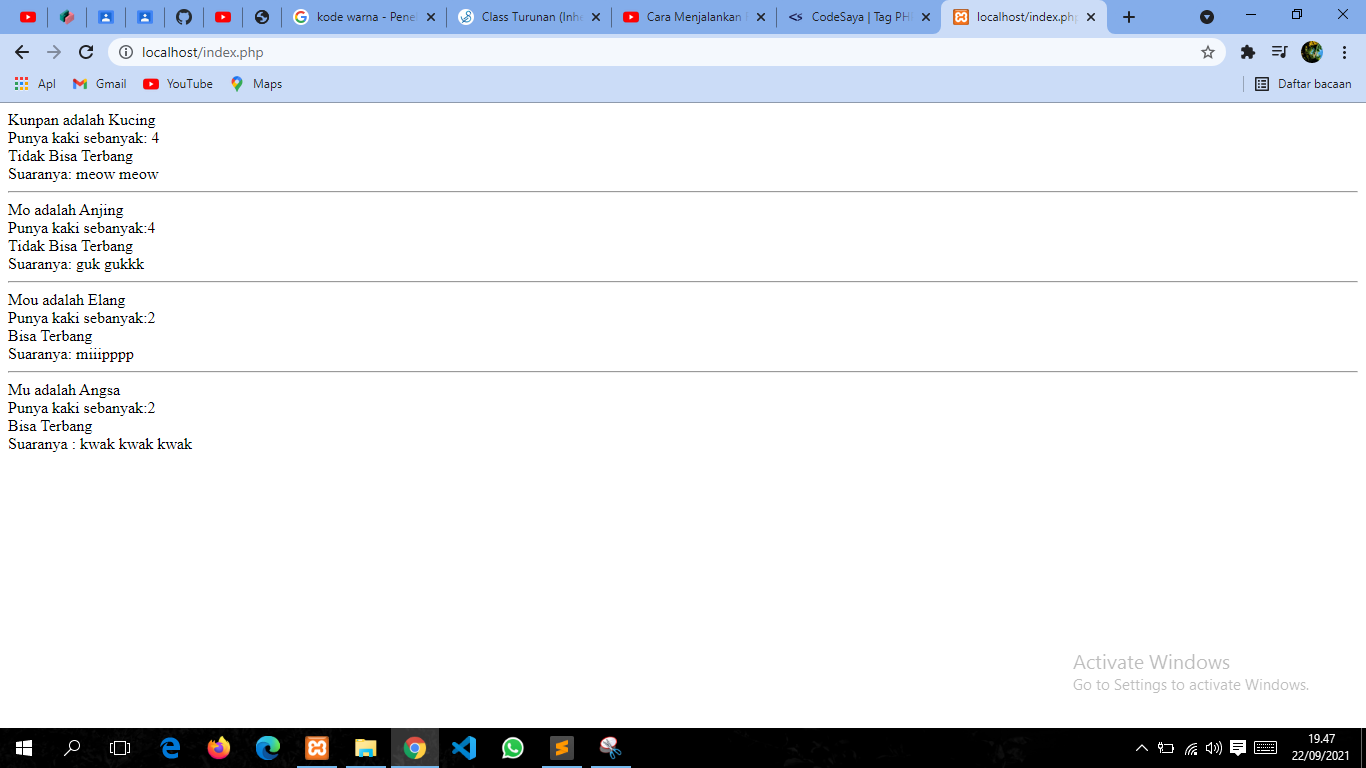 kode warna - Pene
Class Turunan (Inhe
Cara Menjalankan
CodeSaya | Tag PH
localhost/index.php
localhost/index.php
Apl Gmail YouTube Maps Daftar bacaan
Kunpan adalah Kucing
Punya kaki sebanyak: 4
Tidak Bisa Terbang
Suaranya: meow meow
Mo adalah Anjing
Punya kaki sebanyak:4
Tidak Bisa Terbang
Suaranya: guk gukkk
Mou adalah Elang
Punya kaki sebanyak:2
Bisa Terbang
Suaranya: miiipppp
Mu adalah Angsa
Punya kaki sebanyak:2
Bisa Terbang
Suaranya : kwak kwak kwak
Activate Windows
Go to Settings to activate Windows.
19.47
22/09/2021